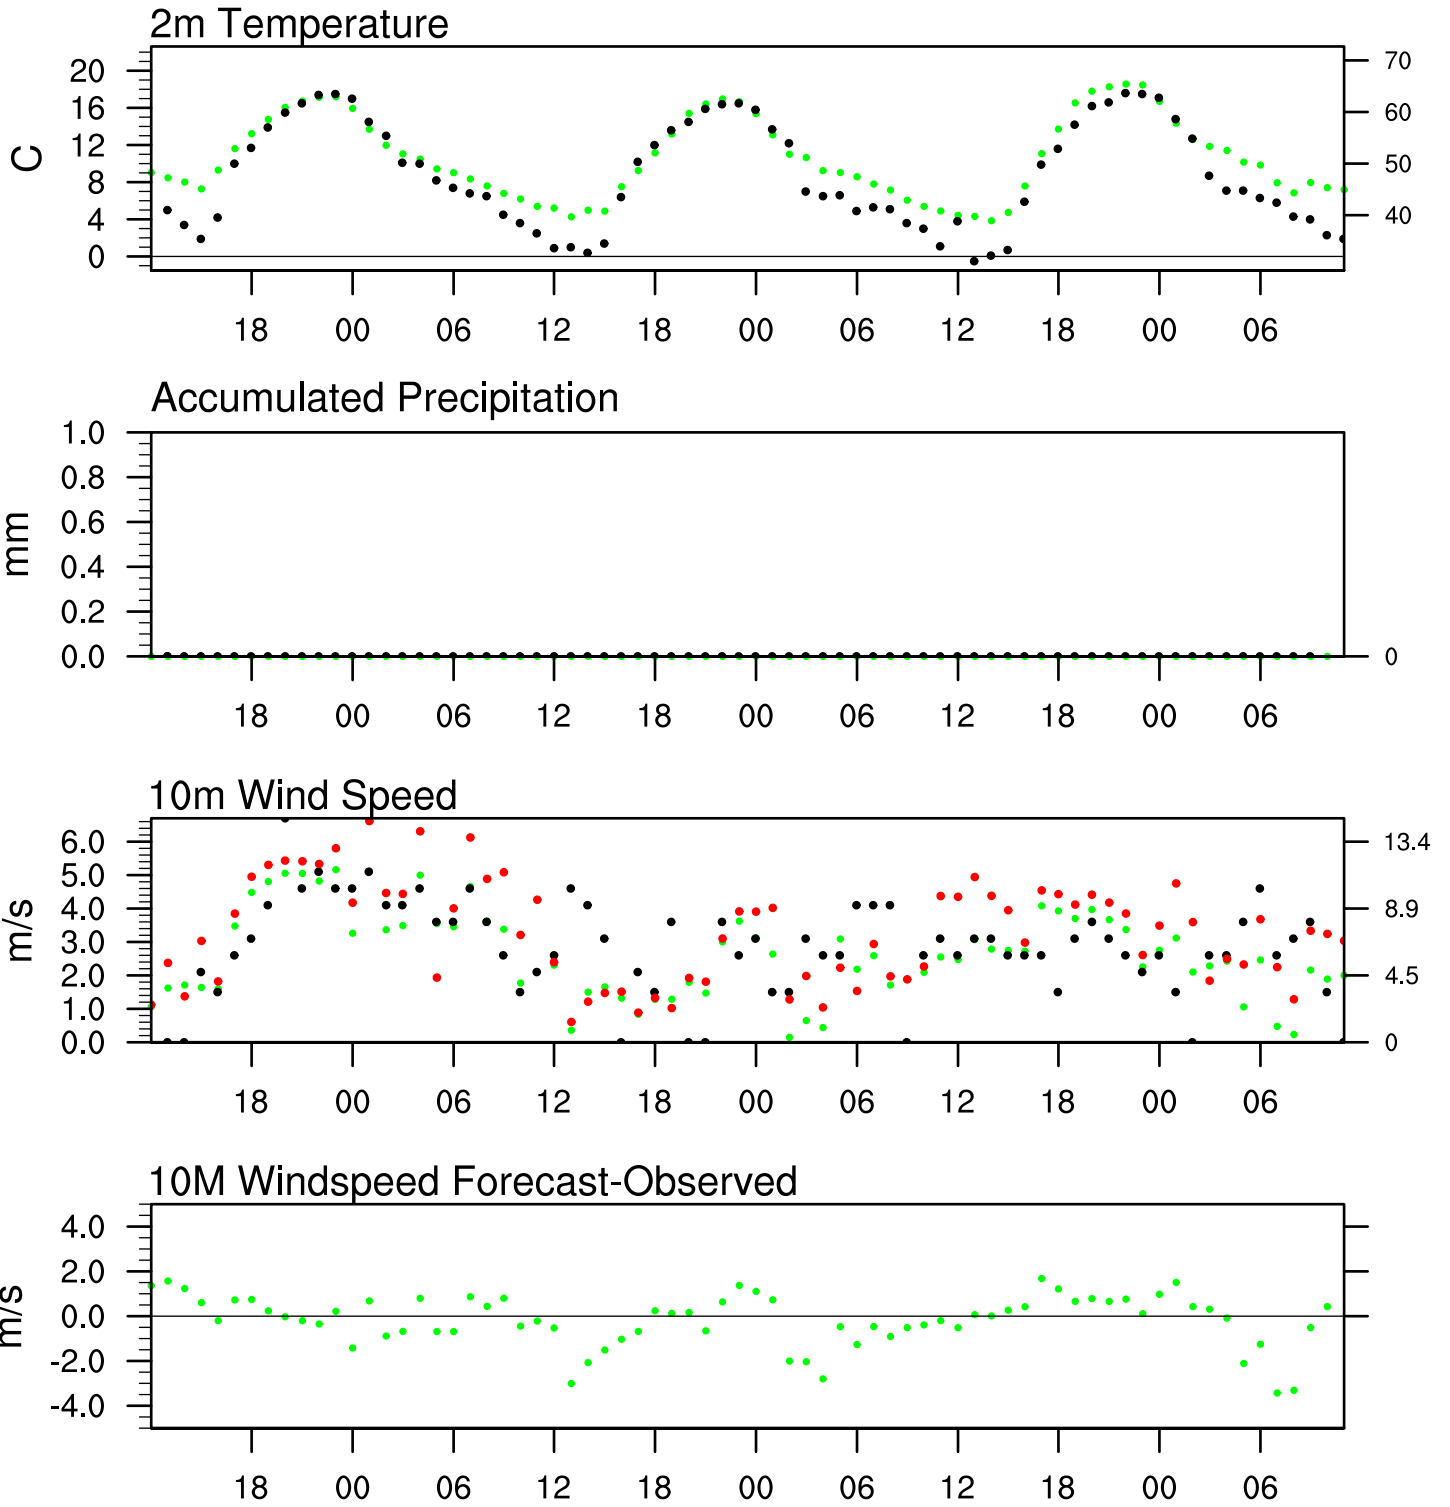 2m Temperature
20
16
12
8
4
0
C
70
60
50
40
18 00 06 12 18 00 06 12 18 00 06
Accumulated Precipitation
1.0
0.8
0.6
0.4
0.2
0.0
mm
0
18 00 06 12 18 00 06 12 18 00 06
10m Wind Speed
6.0
5.0
4.0
3.0
2.0
1.0
0.0
m/s
13.4
8.9
4.5
0
18 00 06 12 18 00 06 12 18 00 06
10M Windspeed Forecast-Observed
4.0
2.0
0.0
-2.0
-4.0
m/s
18 00 06 12 18 00 06 12 18 00 06